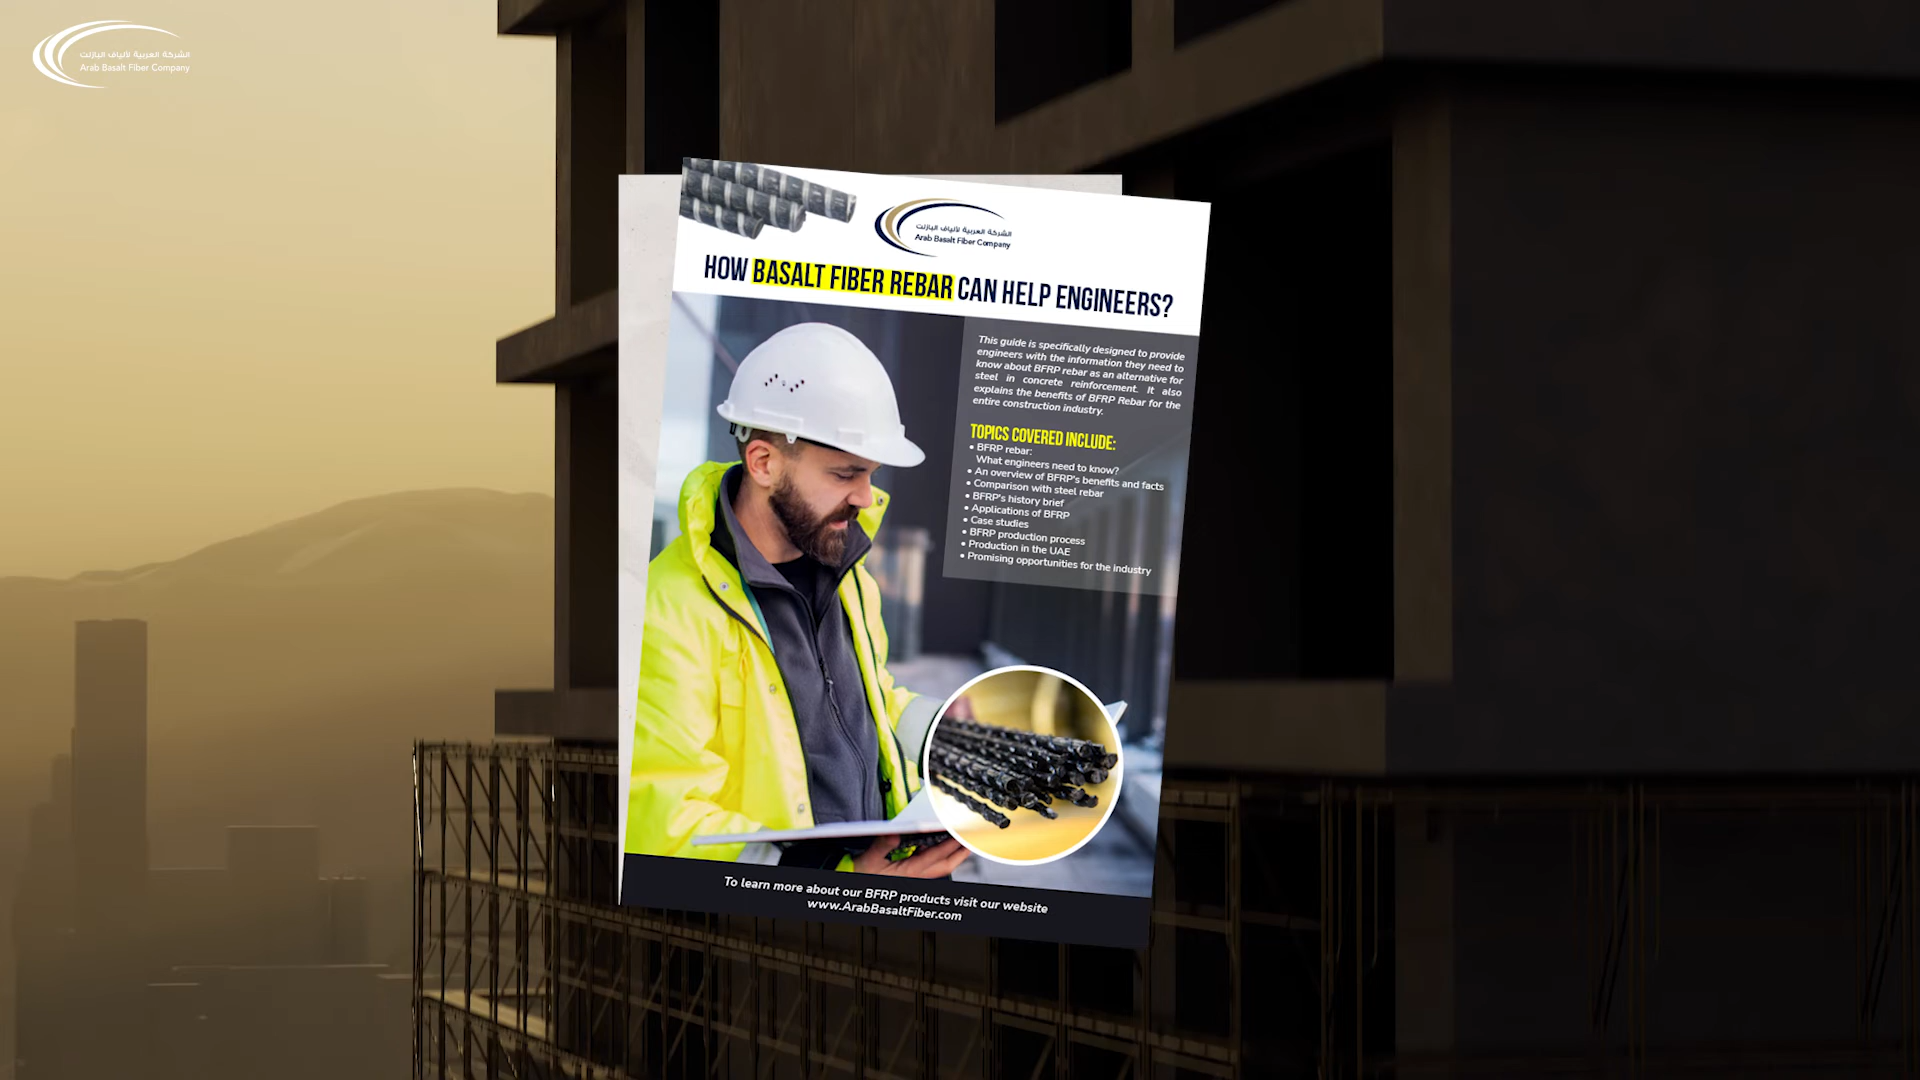 الشركة العربية لألياف البازلت
Arab Basalt Fiber Company
الشركة العربية لألياف البازلت
Arab Basalt Fiber Company
HOW BASALT FIBER REBAR CAN HELP ENGINEERS?
This guide is specifically designed to provide
engineers with the information they need to
know about BFRP rebar as an alternative for
steel in concrete reinforcement. It also
explains the benefits of BFRP Rebar for the
entire construction industry.
TOPICS COVERED INCLUDE:
• BFRP rebar:
What engineers need to know?
• An overview of BFRP's benefits and facts
• Comparison with steel rebar
• BFRP's history brief
• Applications of BFRP
• Case studies
• BFRP production process
• Production in the UAE
• Promising opportunities for the industry
To learn more about our BFRP products visit our website
www.ArabBasaltFiber.com